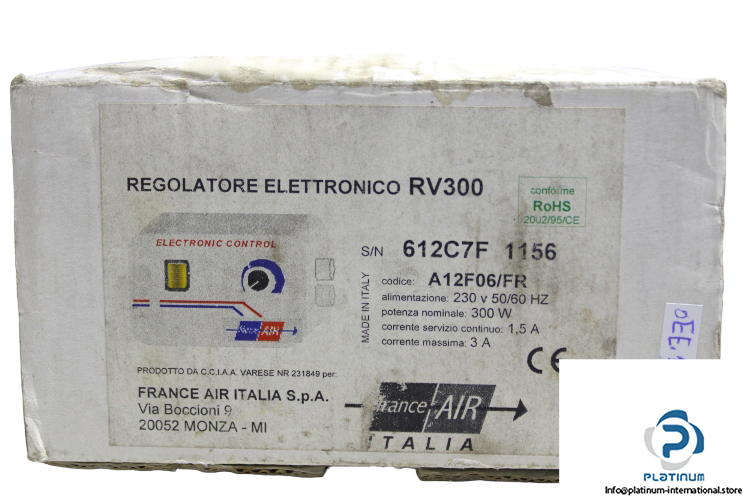 REGOLATORE ELETTRONICO RV300
conforme
RoHS
2002/95/CE
ELECTRONIC CONTROL
france AIR
MADE IN ITALY
S/N 612C7F 1156
codice: A12F06/FR
alimentazione: 230 v 50/60 HZ
potenza nominale: 300 W
corrente servizio continuo: 1,5 A
corrente massima: 3 A
CE
PRODOTTO DA C.C.I.A.A. VARESE NR 231849 per:
FRANCE AIR ITALIA S.p.A.
Via Boccioni 9
20052 MONZA - MI
france AIR
ITALIA
PLATINUM
Info@platinum-international.store